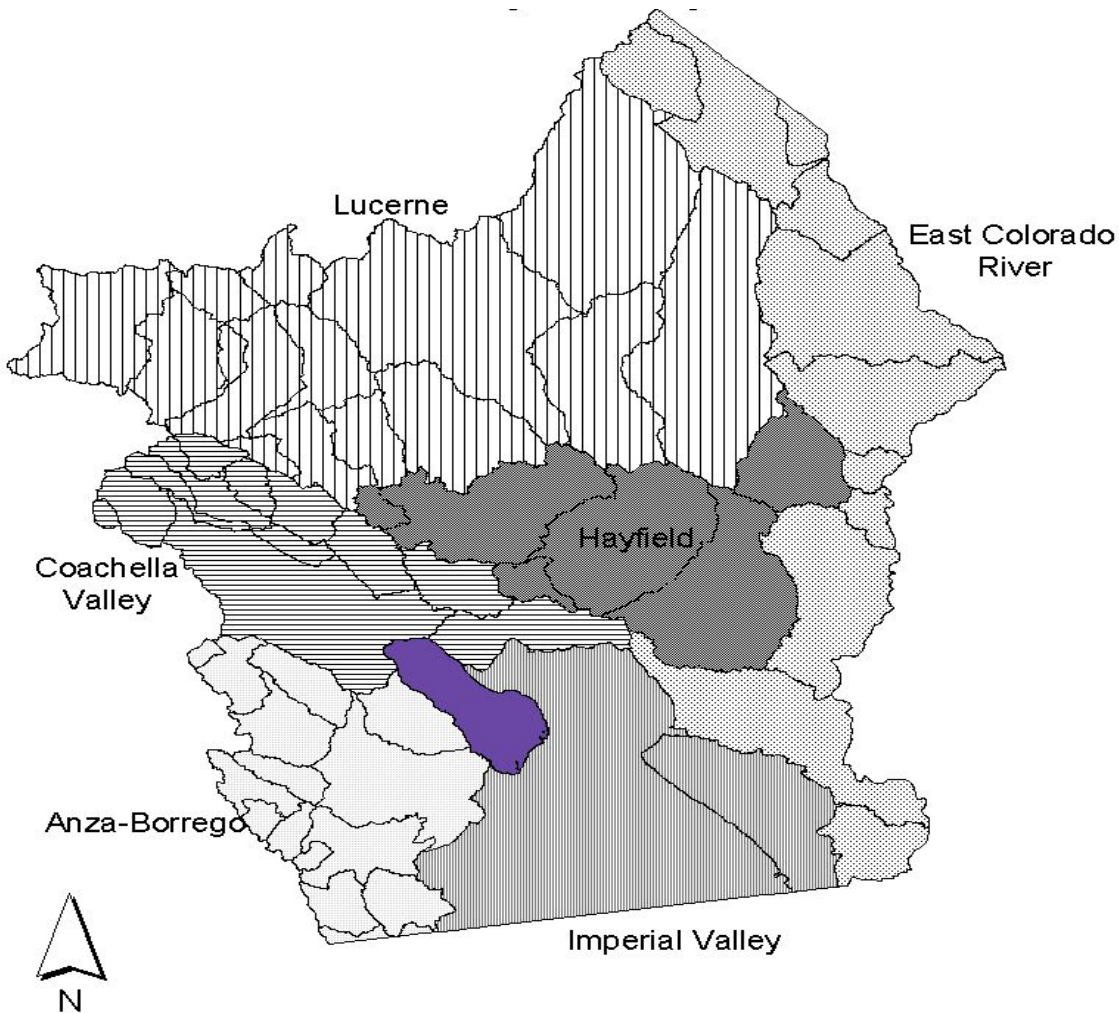 Lucerne
East Colorado
River
Hayfield
Coachella
Valley
Anza-Borrego
Imperial Valley
N